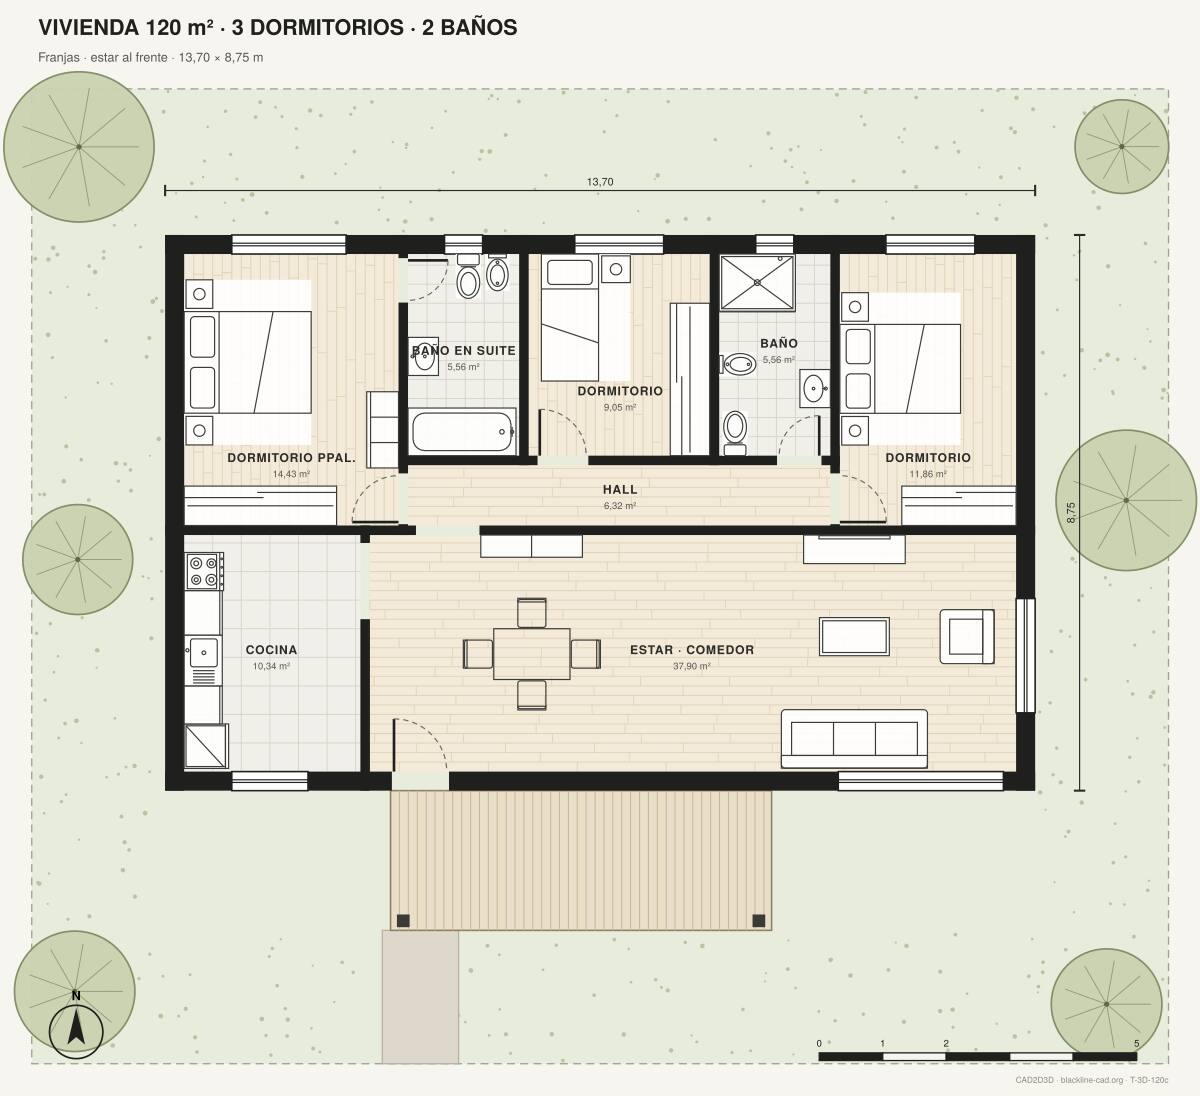 VIVIENDA 120 m² · 3 DORMITORIOS · 2 BAÑOS
Franjas · estar al frente · 13,70 × 8,75 m
13,70
BAÑO EN SUITE
5,56 m²
BAÑO
5,56 m²
DORMITORIO
9,05 m²
DORMITORIO PPAL.
14,43 m²
DORMITORIO
11,86 m²
HALL
6,32 m²
8,75
COCINA
10,34 m²
ESTAR · COMEDOR
37,90 m²
N
0 1 2 5
CAD2D3D · blackline-cad.org · T-3D-120c